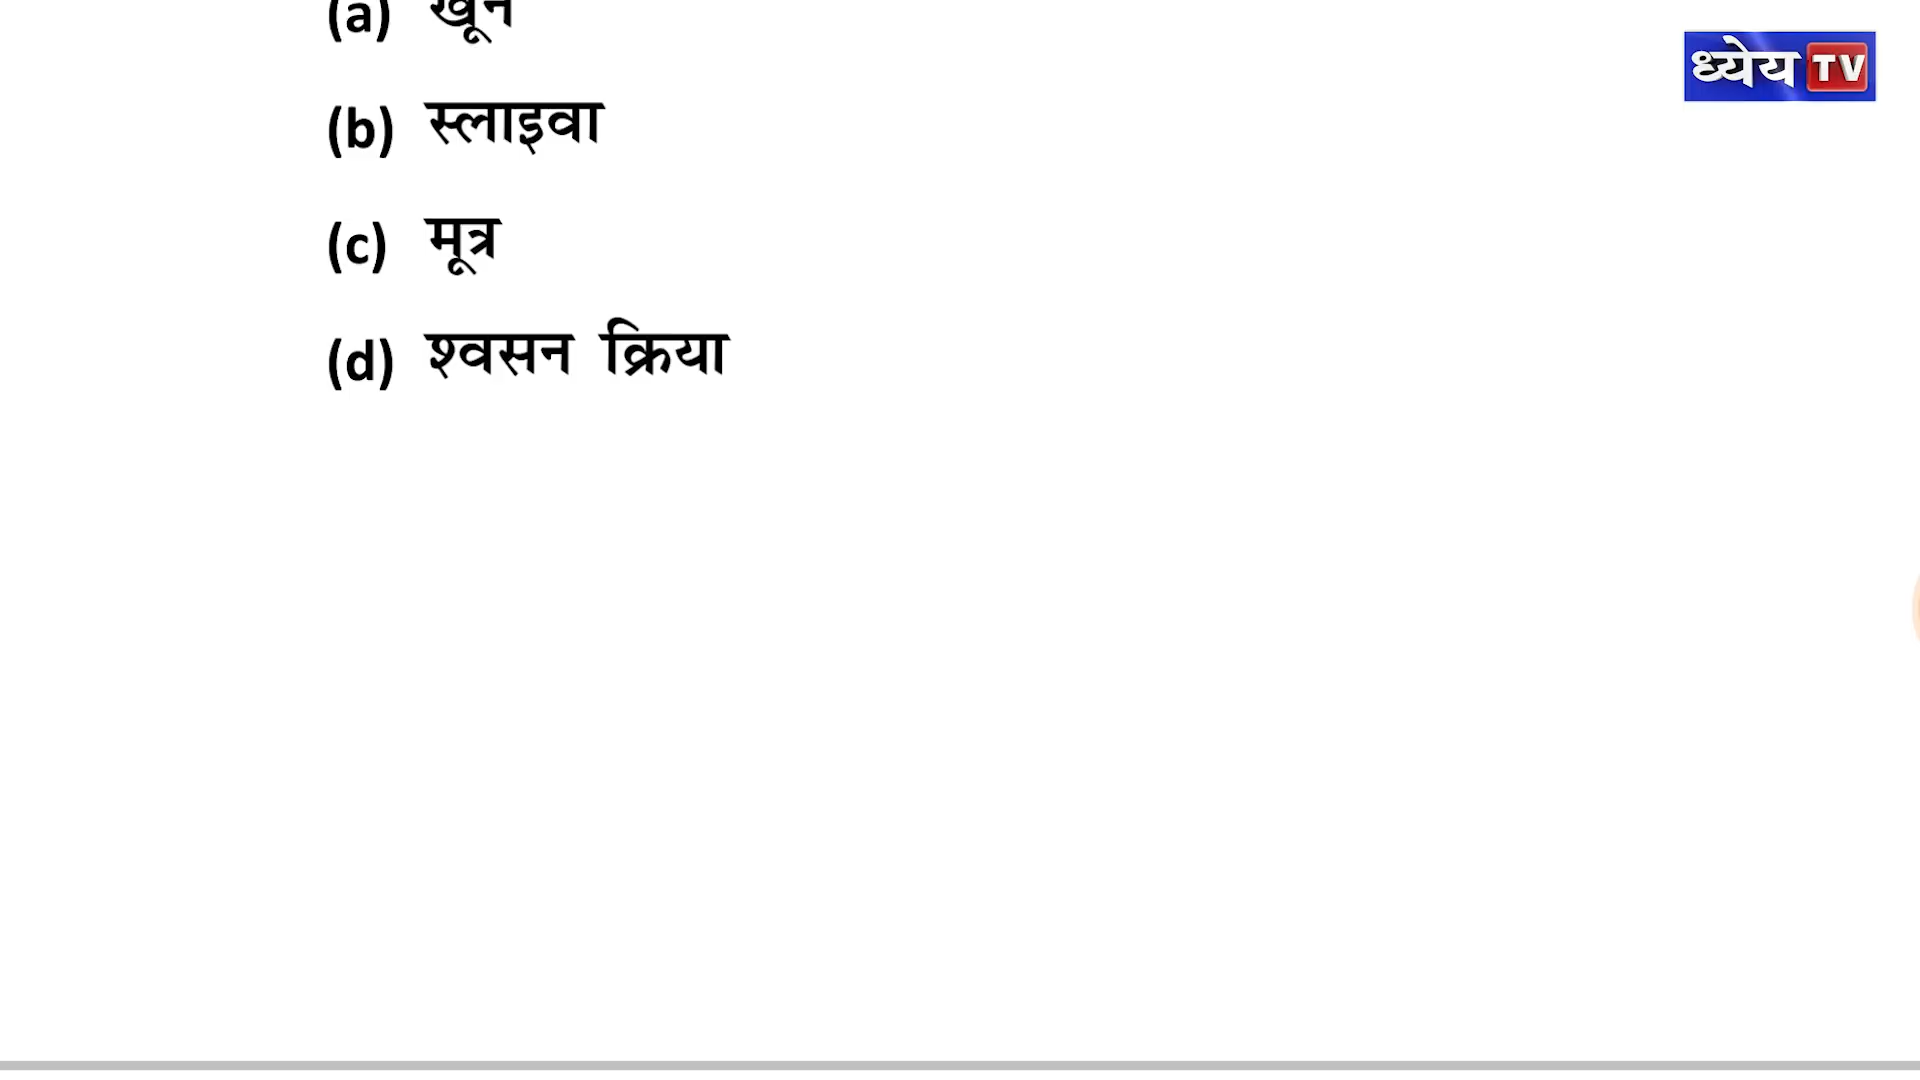 (a) खून
(b) स्लाइवा
(c) मूत्र
(d) श्वसन क्रिया
ध्येय TV